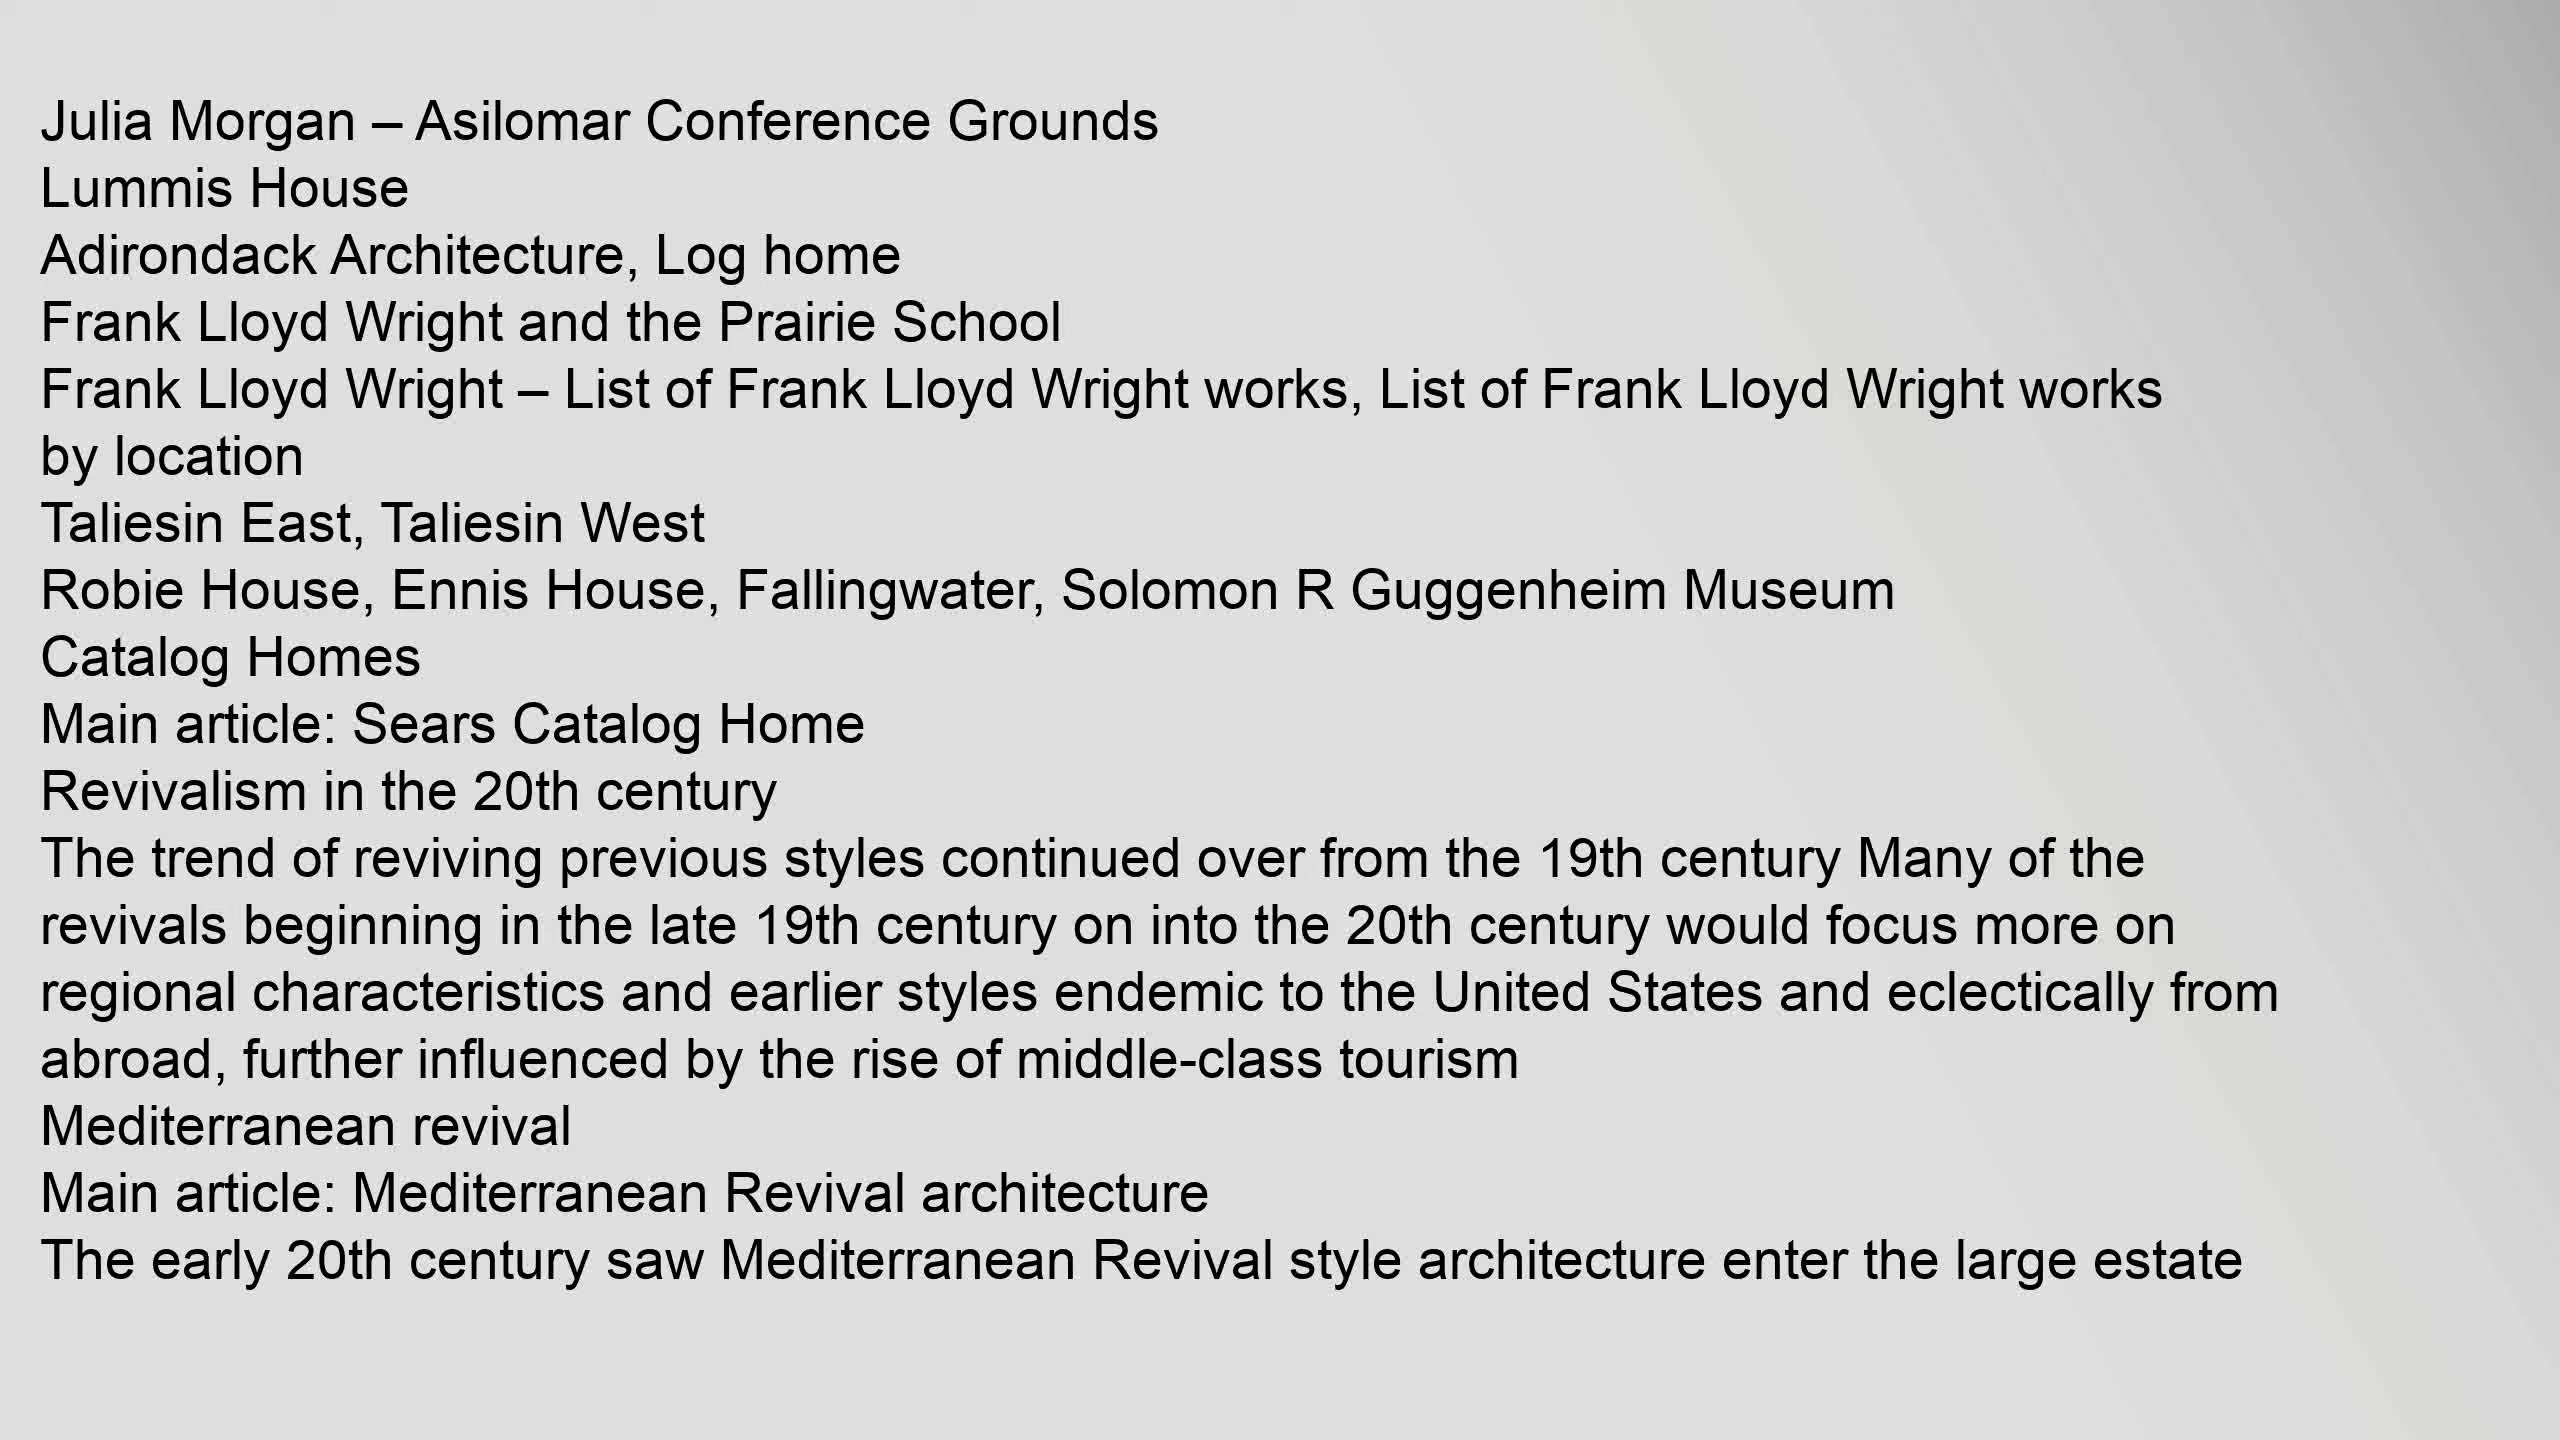 Julia Morgan – Asilomar Conference Grounds
Lummis House
Adirondack Architecture, Log home
Frank Lloyd Wright and the Prairie School
Frank Lloyd Wright – List of Frank Lloyd Wright works, List of Frank Lloyd Wright works
by location
Taliesin East, Taliesin West
Robie House, Ennis House, Fallingwater, Solomon R Guggenheim Museum
Catalog Homes
Main article: Sears Catalog Home
Revivalism in the 20th century
The trend of reviving previous styles continued over from the 19th century Many of the
revivals beginning in the late 19th century on into the 20th century would focus more on
regional characteristics and earlier styles endemic to the United States and eclectically from
abroad, further influenced by the rise of middle-class tourism
Mediterranean revival
Main article: Mediterranean Revival architecture
The early 20th century saw Mediterranean Revival style architecture enter the large estate